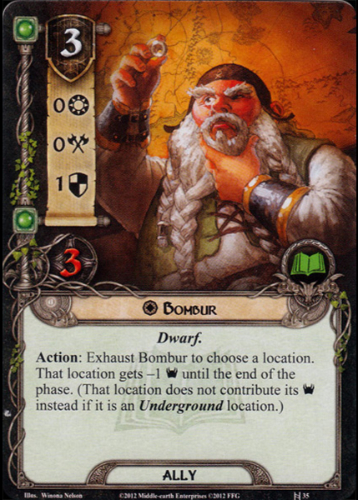 3
0
0
1
3
Bombur
Dwarf.
Action: Exhaust Bombur to choose a location.
That location gets –1 until the end of the
phase. (That location does not contribute its
instead if it is an Underground location.)
ALLY
Illus. Winona Nelson ©2012 Middle-earth Enterprises ©2012 FFG 35